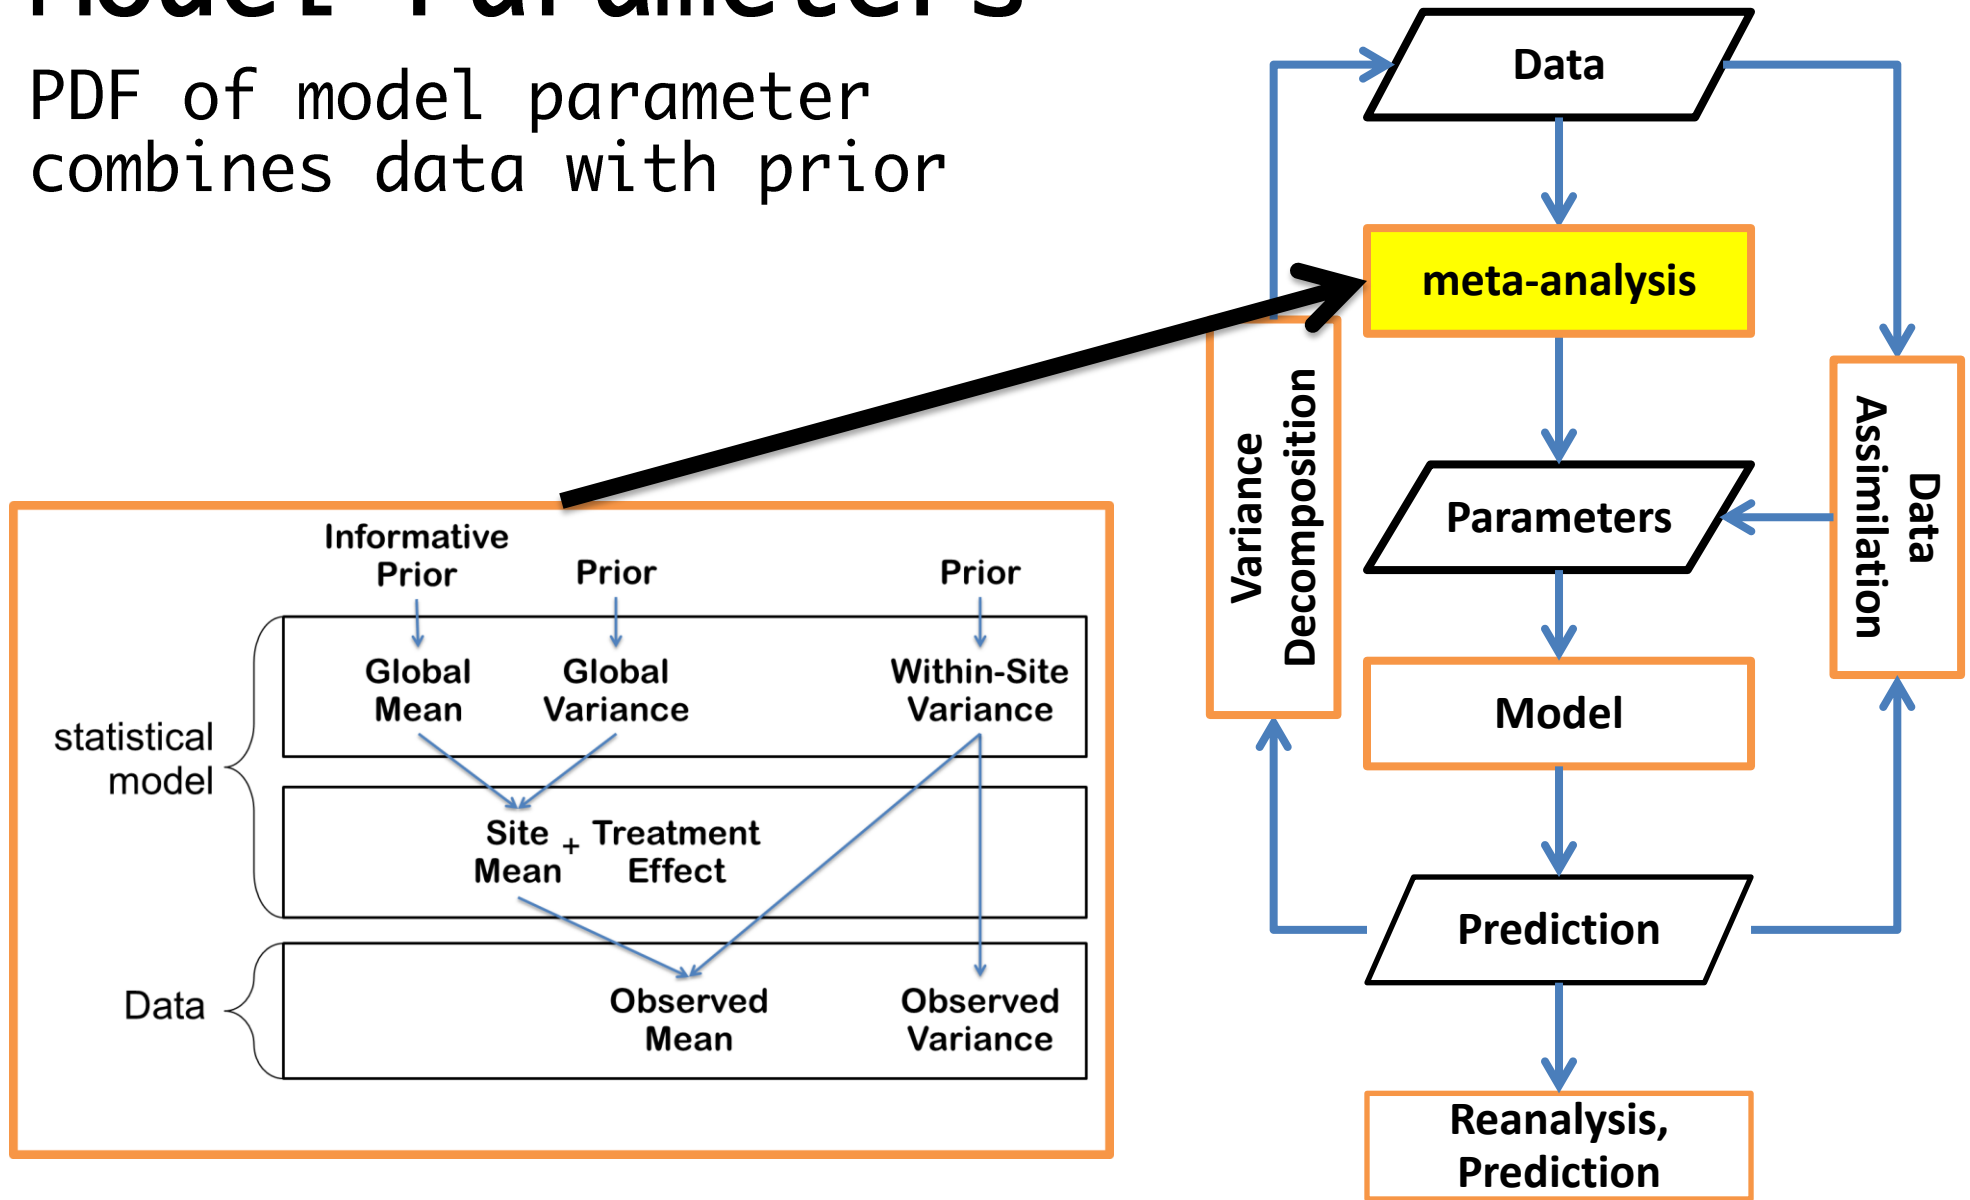 Model Parameters
PDF of model parameter
combines data with prior
Data
meta-analysis
Variance
Decomposition
Data
Assimilation
Parameters
Model
Prediction
Reanalysis,
Prediction
Informative
Prior
Prior
Prior
statistical
model
Global
Mean
Global
Variance
Within-Site
Variance
Site
Mean
+
Treatment
Effect
Data
Observed
Mean
Observed
Variance